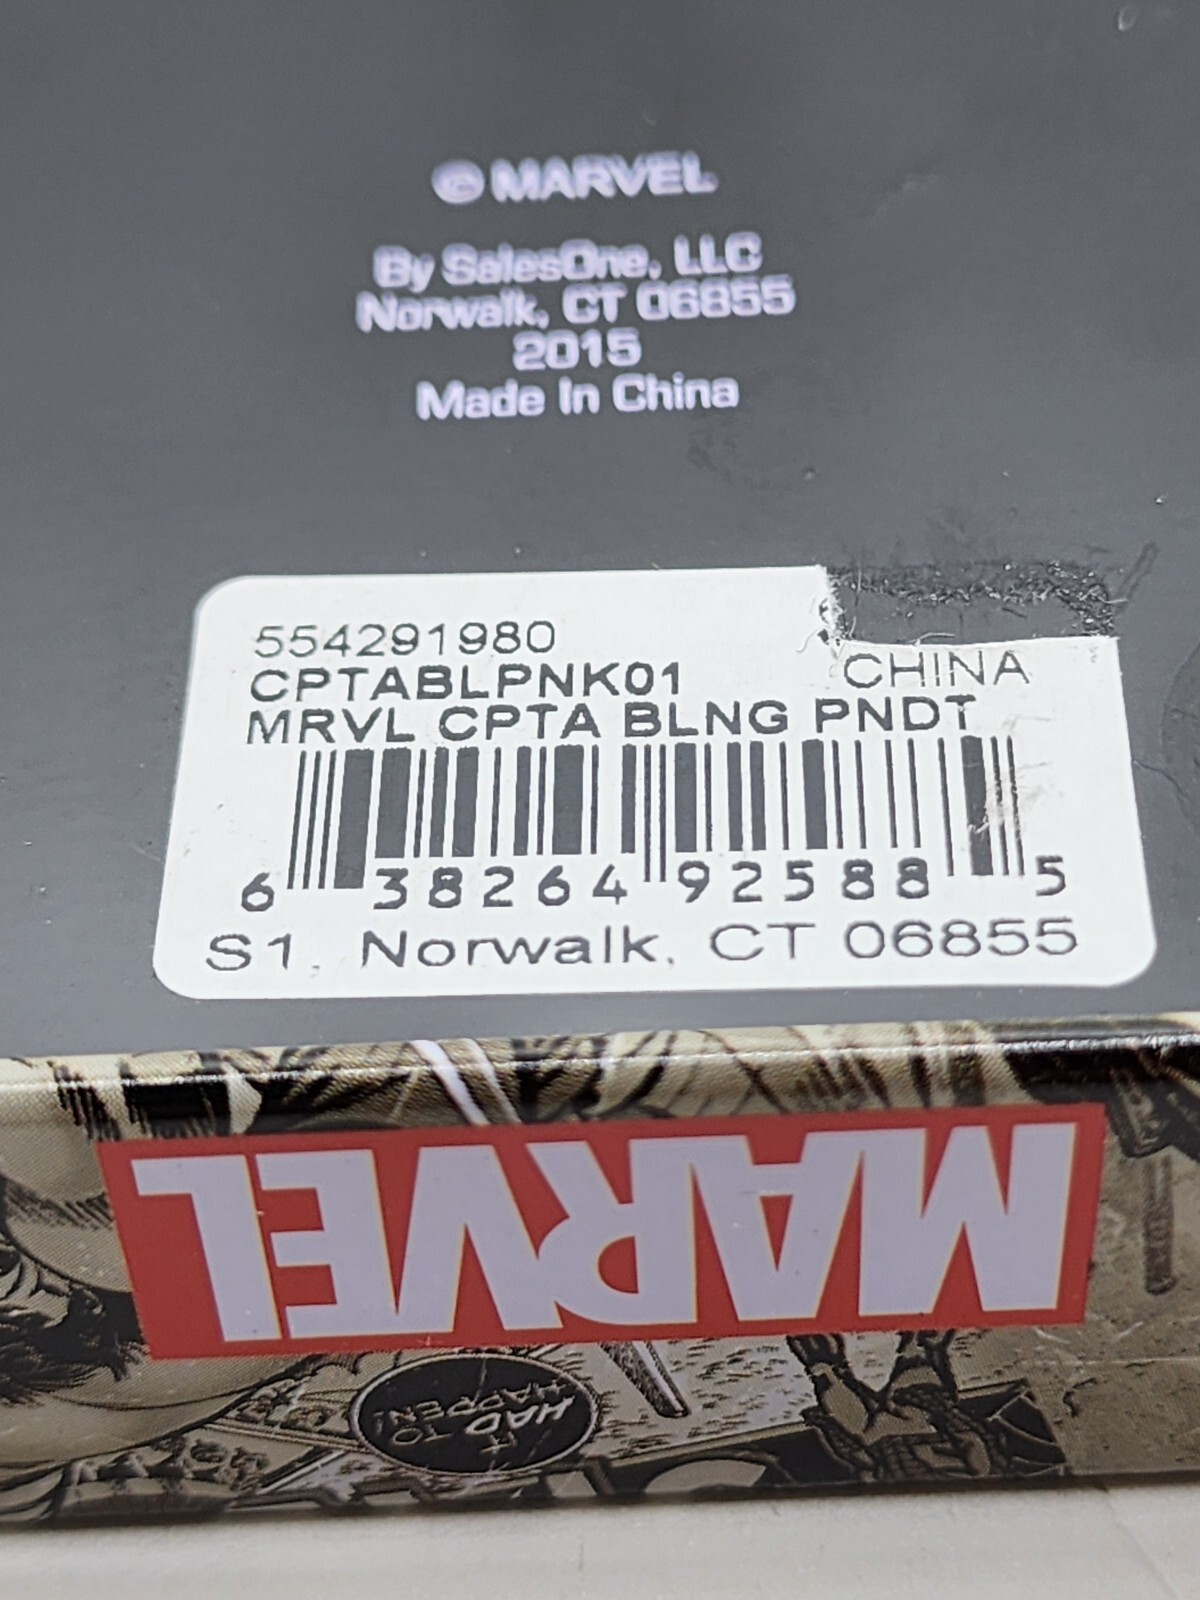 © MARVEL
By SalesOne, LLC
Norwalk, CT 06855
2015
Made In China
554291980
CPTABLPNK01
CHINA
MRVL CPTA BLNG PNDT
6 38264 92588 5
S1, Norwalk, CT 06855
MARVEL
IT HAD
TO
HAPPEN!